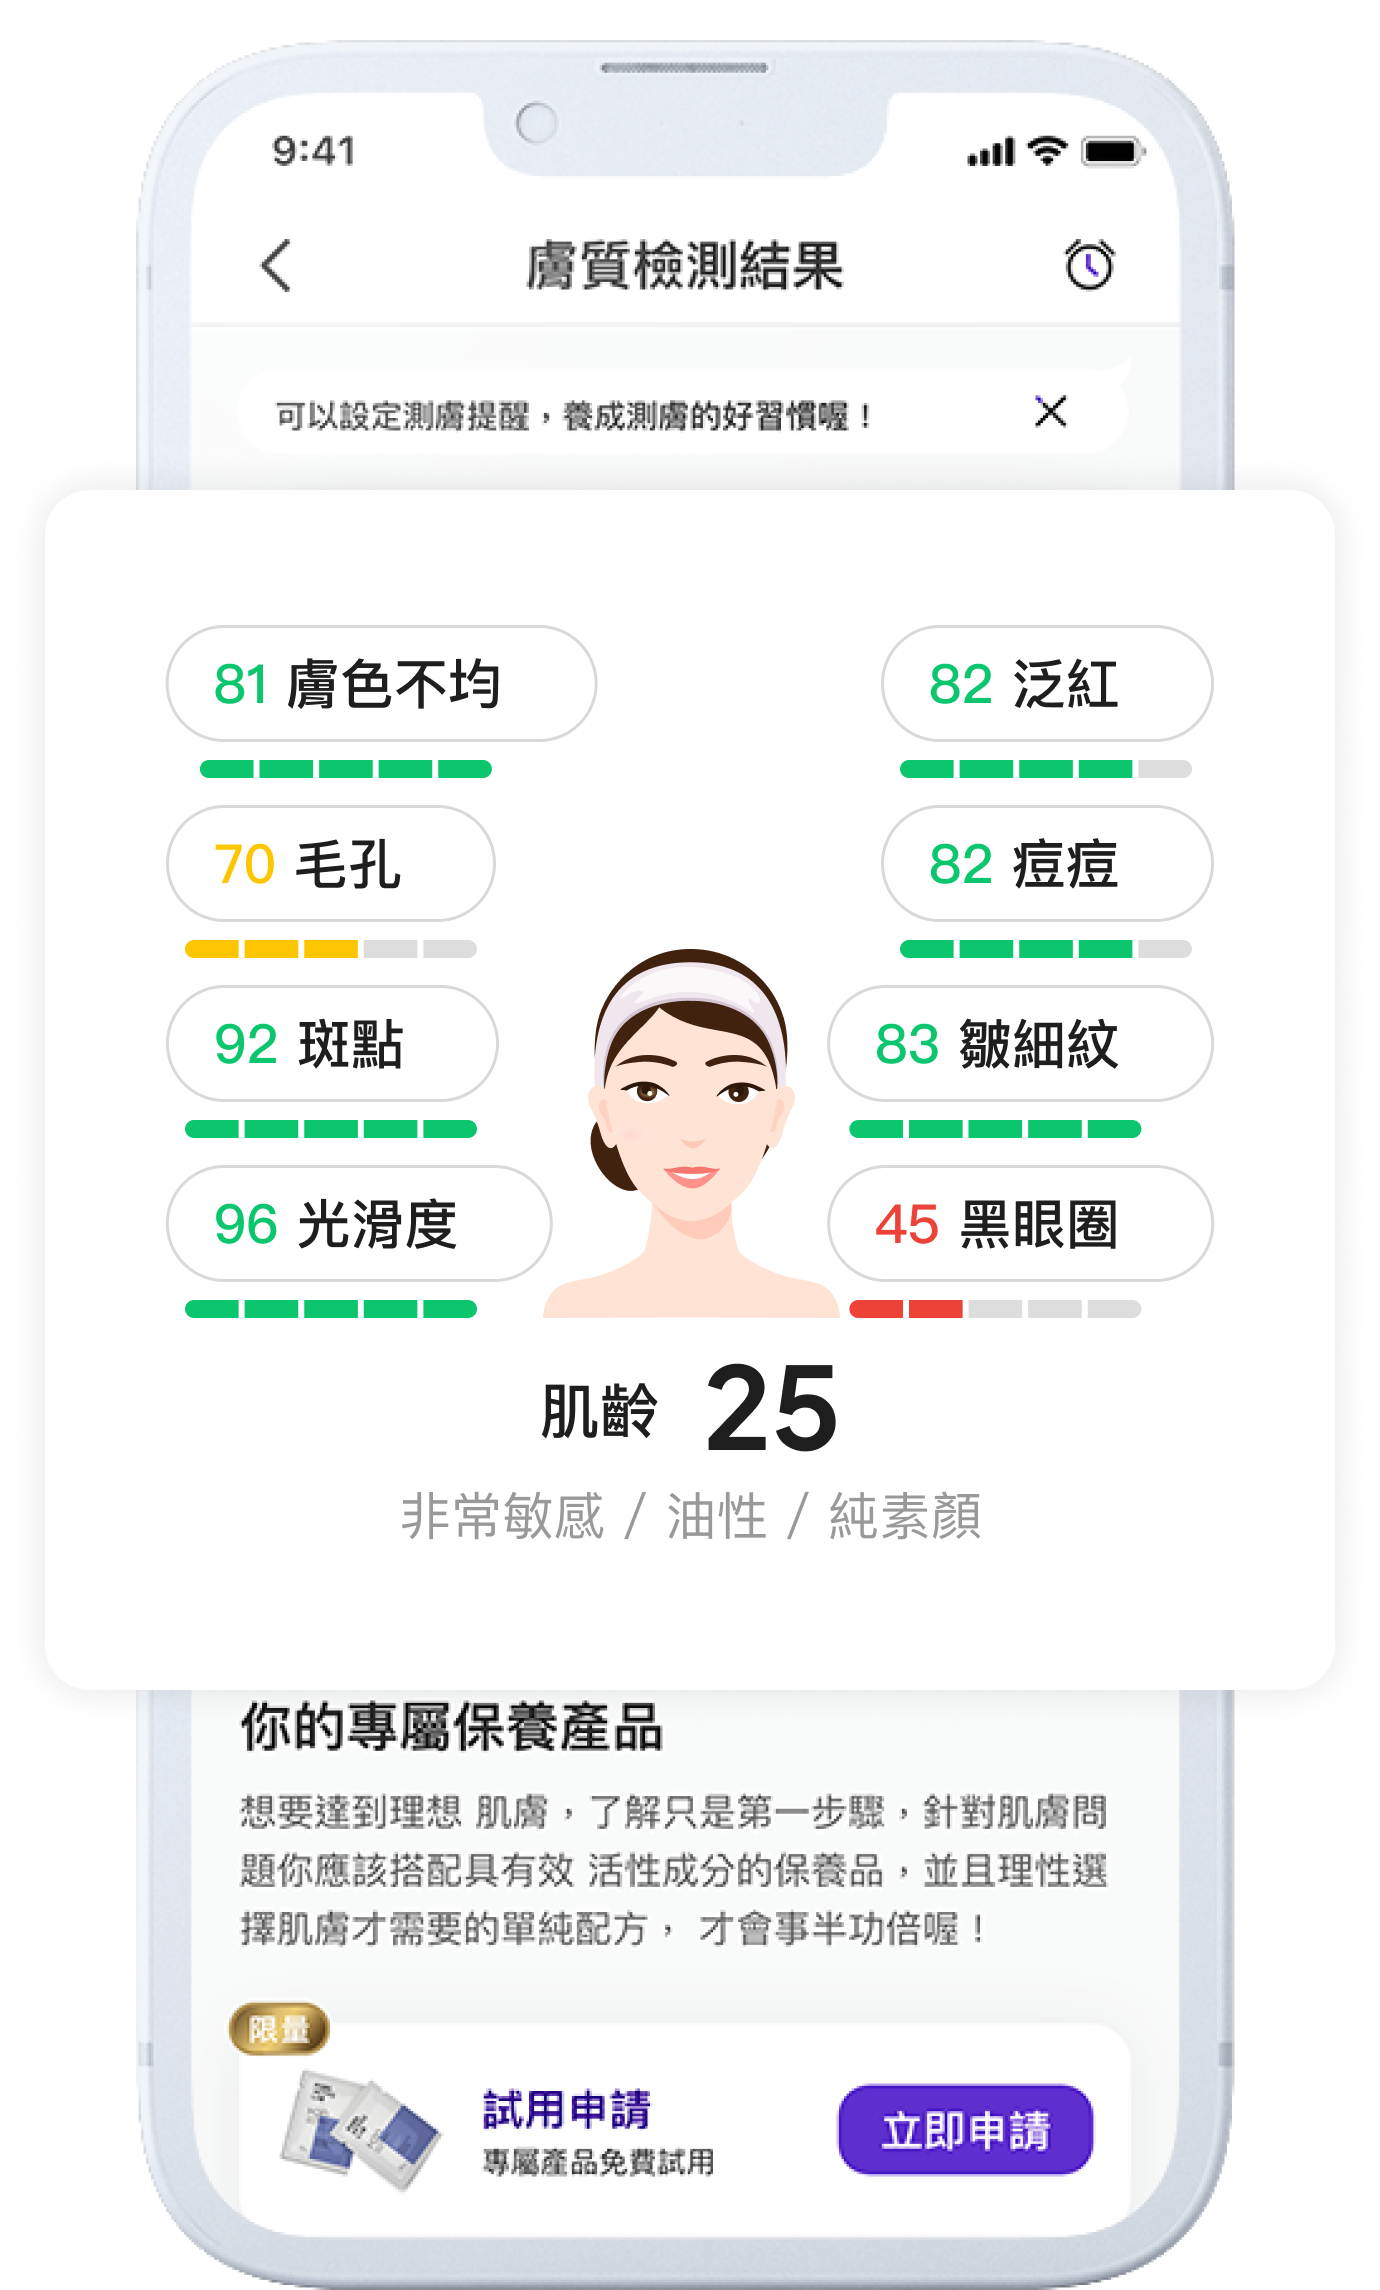 9:41
膚質檢測結果
可以設定測膚提醒，養成測膚的好習慣喔！
81 膚色不均
82 泛紅
70 毛孔
82 痘痘
92 斑點
83 皺細紋
96 光滑度
45 黑眼圈
肌齡 25
非常敏感 / 油性 / 純素顏
你的專屬保養產品
想要達到理想 肌膚，了解只是第一步驟，針對肌膚問
題你應該搭配具有效 活性成分的保養品，並且理性選
擇肌膚才需要的單純配方， 才會事半功倍喔！
限量
試用申請
專屬產品免費試用
立即申請